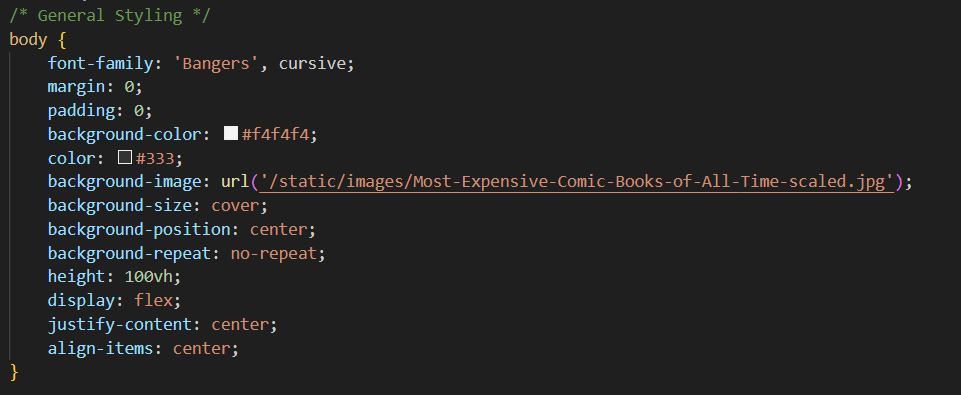 /* General Styling */
body {
    font-family: 'Bangers', cursive;
    margin: 0;
    padding: 0;
    background-color: #f4f4f4;
    color: #333;
    background-image: url('/static/images/Most-Expensive-Comic-Books-of-All-Time-scaled.jpg');
    background-size: cover;
    background-position: center;
    background-repeat: no-repeat;
    height: 100vh;
    display: flex;
    justify-content: center;
    align-items: center;
}